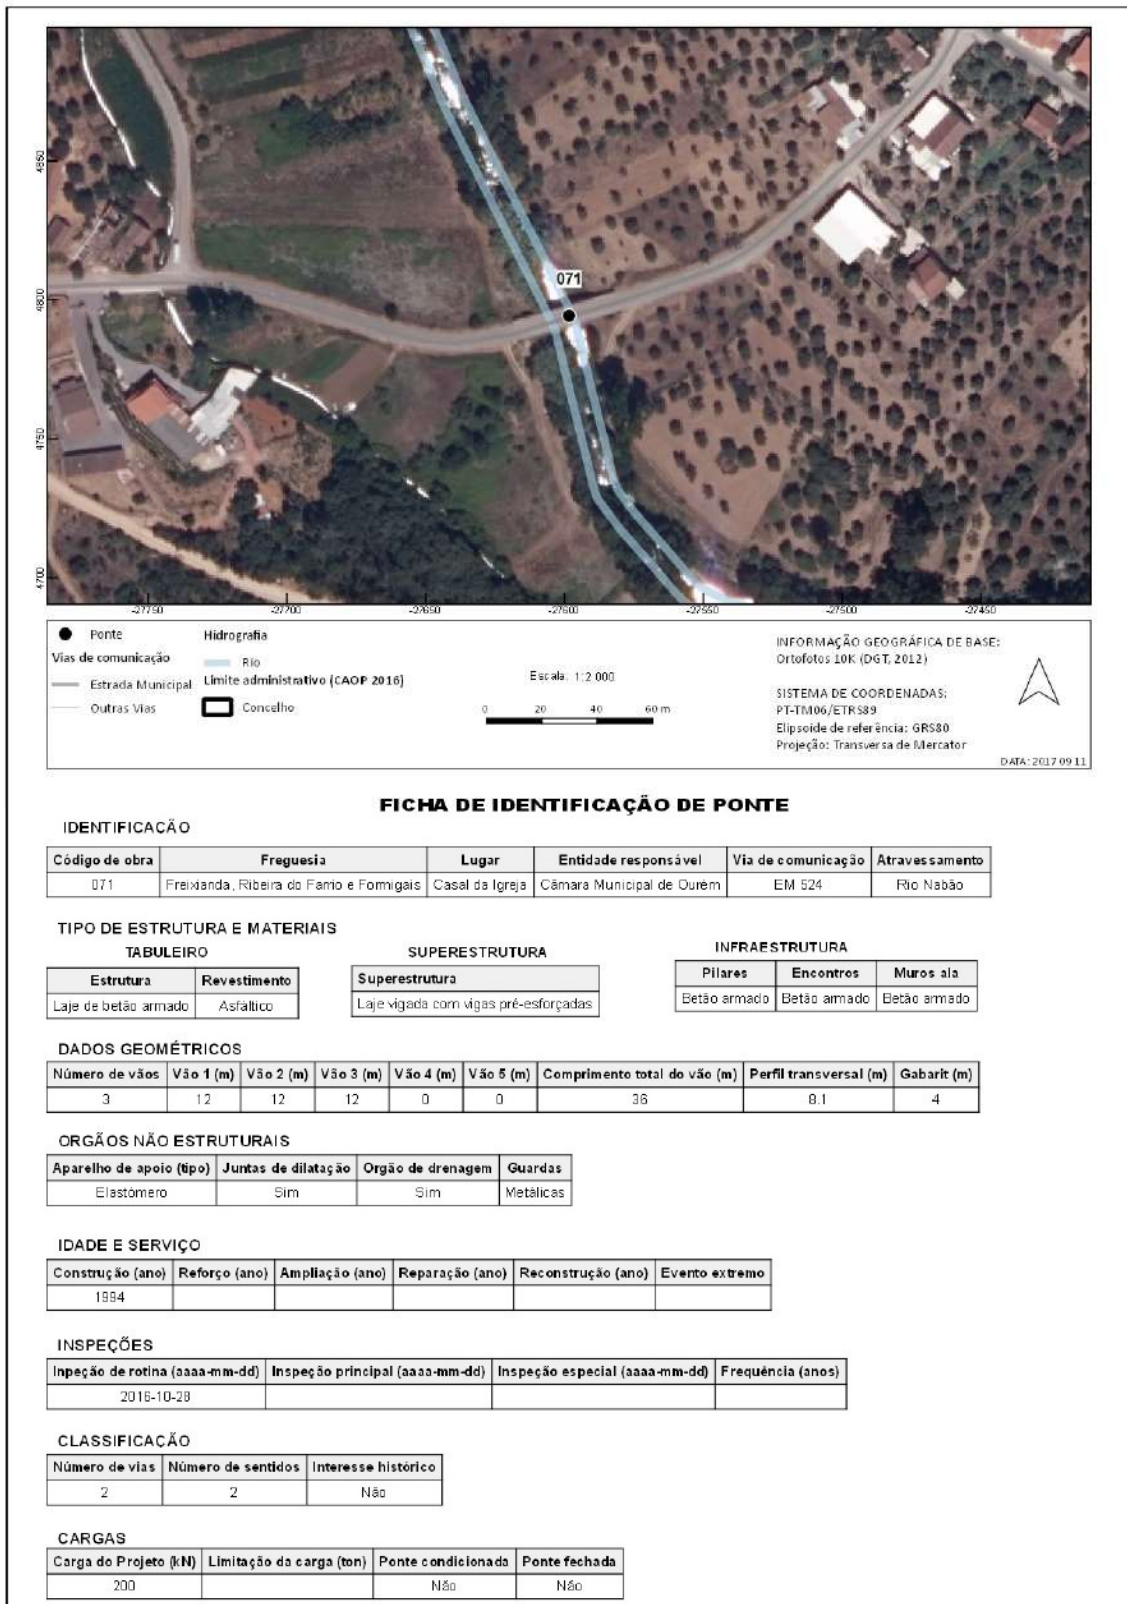 071
4850
4800
4750
4700
-27750 -27700 -27650 -27600 -27550 -27500 -27450
Ponte
Vias de comunicação
Estrada Municipal
Outras Vias
Hidrografia
Rio
Limite administrativo (CAOP 2016)
Concelho
Escala: 1:2 000
0 20 40 60 m
INFORMAÇÃO GEOGRÁFICA DE BASE:
Ortofotos 10K (DGT, 2012)
SISTEMA DE COORDENADAS:
PT-TM06/ETRS89
Elipsoide de referência: GRS80
Projeção: Transversa de Mercator
DATA: 2017 09 11
FICHA DE IDENTIFICAÇÃO DE PONTE
IDENTIFICAÇÃO
Código de obra Freguesia Lugar Entidade responsável Via de comunicação Atravessamento
071 Freixianda, Ribeira do Farrio e Formigais Casal da Igreja Câmara Municipal de Ourém EM 524 Rio Nabão
TIPO DE ESTRUTURA E MATERIAIS
TABULEIRO
Estrutura Revestimento
Laje de betão armado Asfáltico
SUPERESTRUTURA
Superestrutura
Laje vigada com vigas pré-esforçadas
INFRAESTRUTURA
Pilares Encontros Muros ala
Betão armado Betão armado Betão armado
DADOS GEOMÉTRICOS
Número de vãos Vão 1 (m) Vão 2 (m) Vão 3 (m) Vão 4 (m) Vão 5 (m) Comprimento total do vão (m) Perfil transversal (m) Gabarit (m)
3 12 12 12 0 0 36 8.1 4
ORGÃOS NÃO ESTRUTURAIS
Aparelho de apoio (tipo) Juntas de dilatação Orgão de drenagem Guardas
Elastómero Sim Sim Metálicas
IDADE E SERVIÇO
Construção (ano) Reforço (ano) Ampliação (ano) Reparação (ano) Reconstrução (ano) Evento extremo
1994
INSPEÇÕES
Inpeção de rotina (aaaa-mm-dd) Inspeção principal (aaaa-mm-dd) Inspeção especial (aaaa-mm-dd) Frequência (anos)
2016-10-28
CLASSIFICAÇÃO
Número de vias Número de sentidos Interesse histórico
2 2 Não
CARGAS
Carga do Projeto (kN) Limitação da carga (ton) Ponte condicionada Ponte fechada
200 Não Não